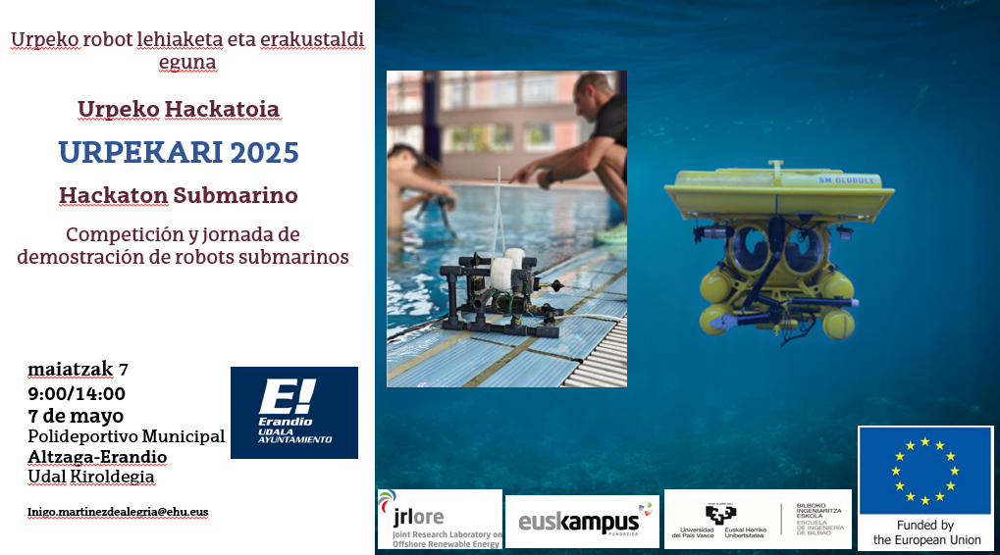 Urpeko robot lehiaketa eta erakustaldi
eguna
Urpeko Hackatoia
URPEKARI 2025
Hackaton Submarino
Competición y jornada de
demostración de robots submarinos
maiatzak 7
9:00/14:00
7 de mayo
Polideportivo Municipal
Altzaga-Erandio
Udal Kiroldegia
Inigo.martinezdealegria@ehu.eus
E!
Erandio
UDALA
AYUNTAMIENTO
SM GLOBULE
jrlore
Joint Research Laboratory on
Offshore Renewable Energy
euskampus
FUNDAZIOA
Universidad
del País Vasco
Euskal Herriko
Unibertsitatea
BILBOKO
INGENIARITZA
ESKOLA
ESCUELA
DE INGENIERÍA
DE BILBAO
Funded by
the European Union